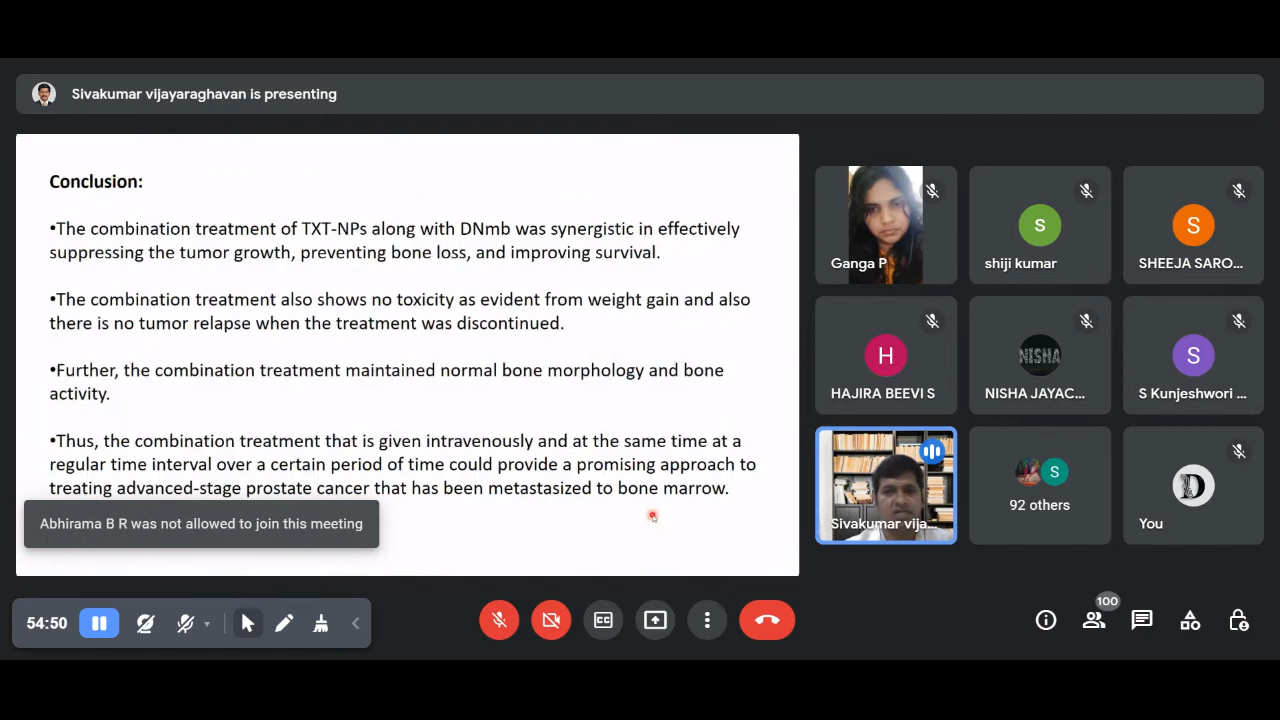 Sivakumar vijayaraghavan is presenting
Conclusion:
•The combination treatment of TXT-NPs along with DNmb was synergistic in effectively
suppressing the tumor growth, preventing bone loss, and improving survival.
•The combination treatment also shows no toxicity as evident from weight gain and also
there is no tumor relapse when the treatment was discontinued.
•Further, the combination treatment maintained normal bone morphology and bone
activity.
•Thus, the combination treatment that is given intravenously and at the same time at a
regular time interval over a certain period of time could provide a promising approach to
treating advanced-stage prostate cancer that has been metastasized to bone marrow.
Abhirama B R was not allowed to join this meeting
Ganga P
s
shiji kumar
S
SHEEJA SARO...
H
HAJIRA BEEVI S
NISHA
NISHA JAYAC...
S
S Kunjeshwori ...
Sivakumar vija...
S
92 others
D
You
54:50
CC
100